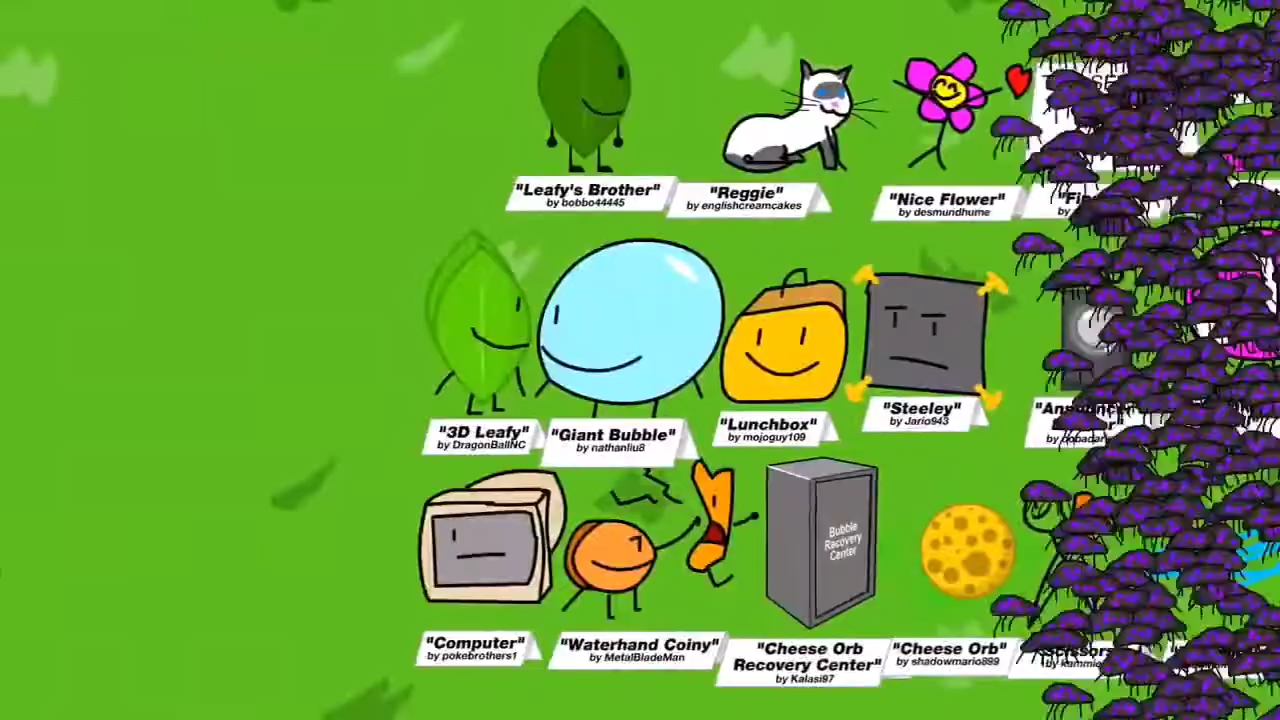 "Leafy's Brother"
by bobbo44445
"Reggie"
by englishcreamcakes
"Nice Flower"
by desmundhume
"3D Leafy"
by DragonBallNC
"Giant Bubble"
by nathanliu8
"Lunchbox"
by mojoguy109
"Steeley"
by Jario943
Bubble
Recovery
Center
"Computer"
by pokebrothers1
"Waterhand Coiny"
by MetalBladeMan
"Cheese Orb
Recovery Center"
by Kalasi97
"Cheese Orb"
by shadowmario899